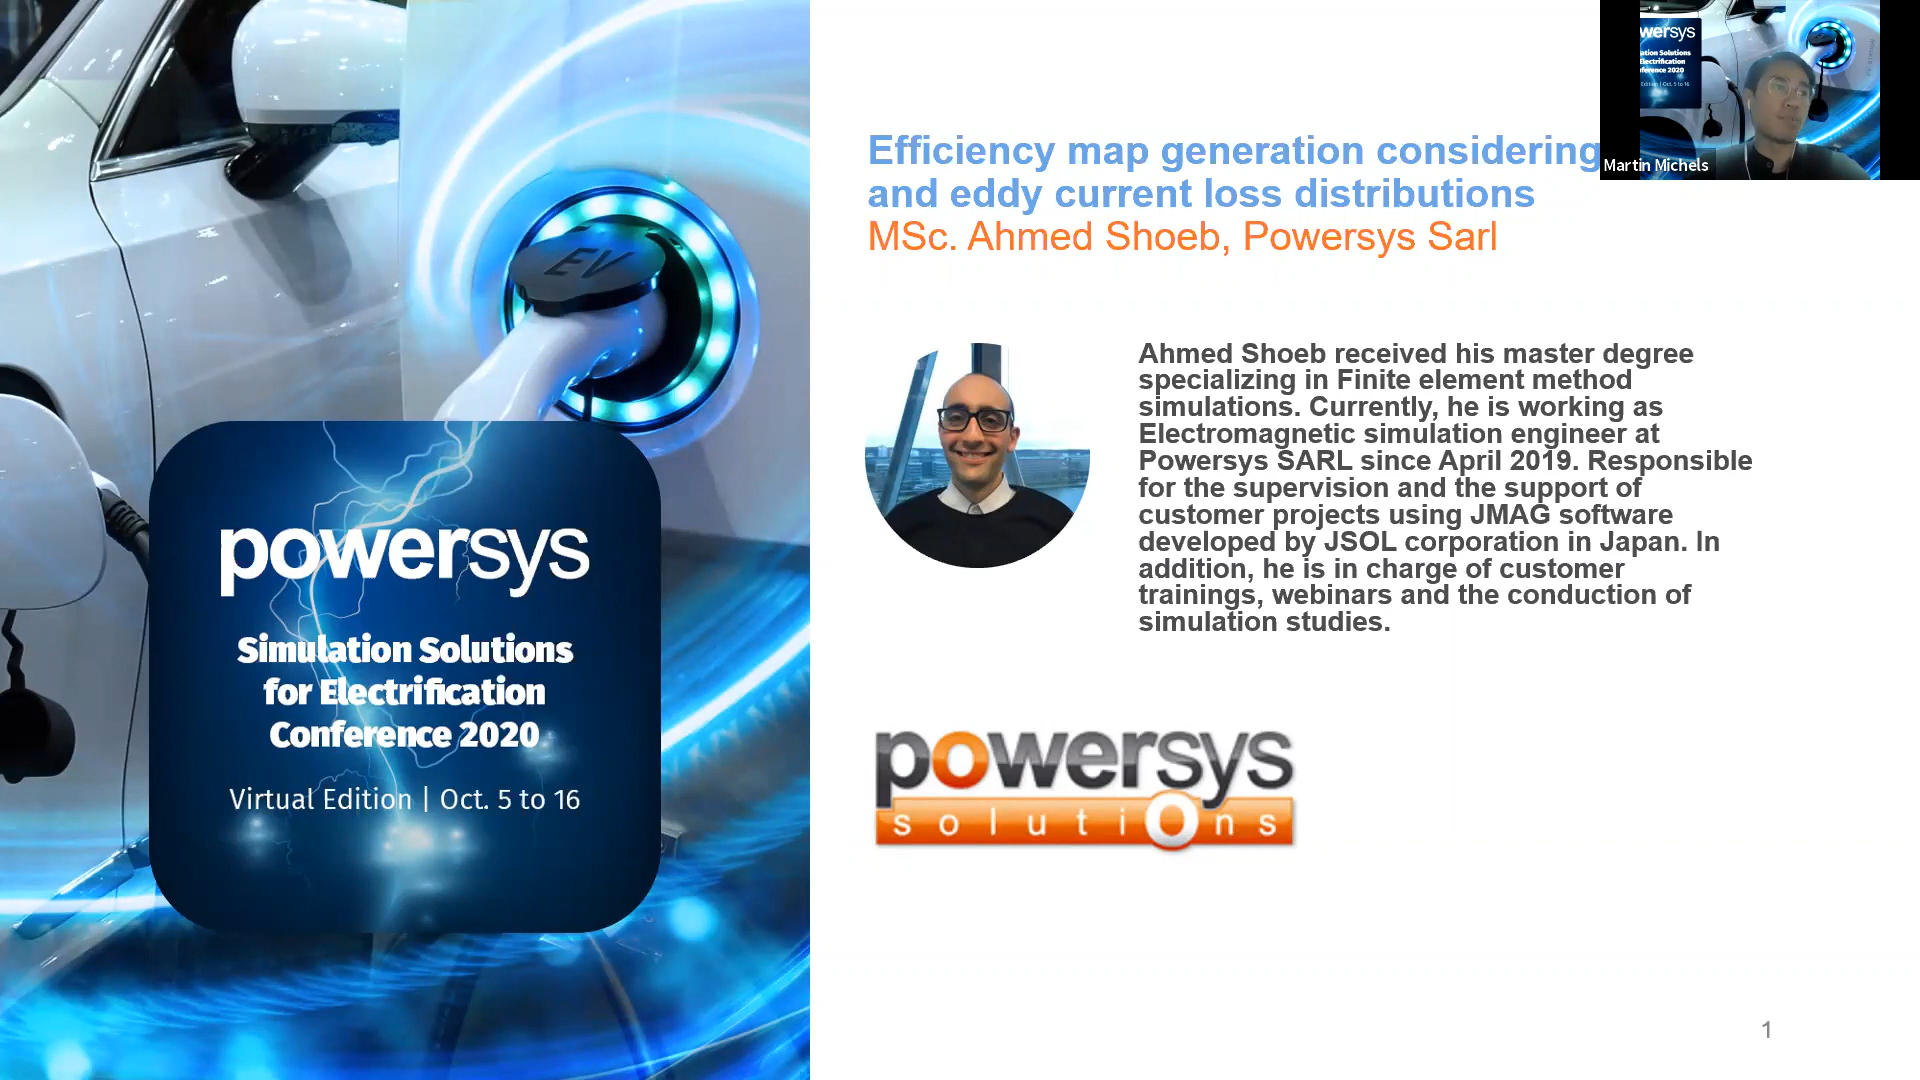 EV
powersys
Simulation Solutions
for Electrification
Conference 2020
Virtual Edition | Oct. 5 to 16
Efficiency map generation considering
and eddy current loss distributions
MSc. Ahmed Shoeb, Powersys Sarl
Ahmed Shoeb received his master degree
specializing in Finite element method
simulations. Currently, he is working as
Electromagnetic simulation engineer at
Powersys SARL since April 2019. Responsible
for the supervision and the support of
customer projects using JMAG software
developed by JSOL corporation in Japan. In
addition, he is in charge of customer
trainings, webinars and the conduction of
simulation studies.
powersys
solutiOns
1
Martin Michels